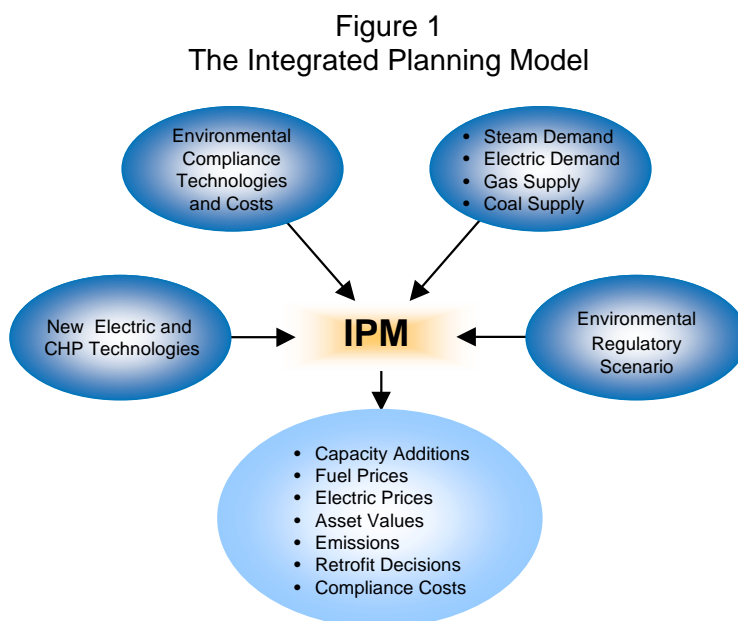 Figure 1
The Integrated Planning Model
Environmental
Compliance
Technologies
and Costs
• Steam Demand
• Electric Demand
• Gas Supply
• Coal Supply
New Electric and
CHP Technologies
IPM
Environmental
Regulatory
Scenario
• Capacity Additions
• Fuel Prices
• Electric Prices
• Asset Values
• Emissions
• Retrofit Decisions
• Compliance Costs